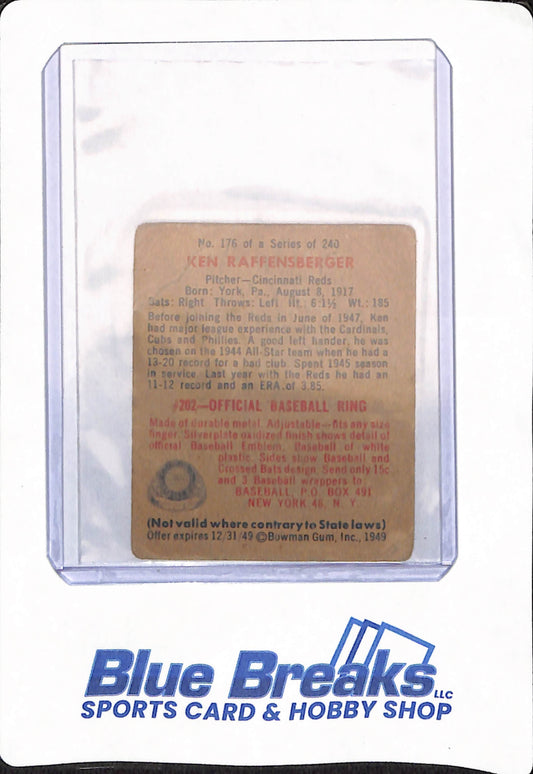 No. 176 of a Series of 240
KEN RAFFENSBERGER
Pitcher—Cincinnati Reds
Born: York, Pa., August 8, 1917
Bats: Right Throws: Left Ht.: 6:1½ Wt.: 185
Before joining the Reds in June of 1947, Ken
had major league experience with the Cardinals,
Cubs and Phillies. A good left hander, he was
chosen on the 1944 All-Star team when he had a
13-20 record for a bad club. Spent 1945 season
in service. Last year with the Reds he had an
11-12 record and an ERA of 3.85.
#202—OFFICIAL BASEBALL RING
Made of durable metal. Adjustable—fits any size
finger. Silverplate oxidized finish shows detail of
official Baseball Emblem. Baseball of white
plastic. Sides show Baseball and
Crossed Bats design. Send only 15c
and 3 Baseball wrappers to
BASEBALL, P.O. BOX 491
NEW YORK 46, N. Y.
(Not valid where contrary to State laws)
Offer expires 12/31/49 ©Bowman Gum, Inc., 1949
Blue Breaks LLC
SPORTS CARD & HOBBY SHOP